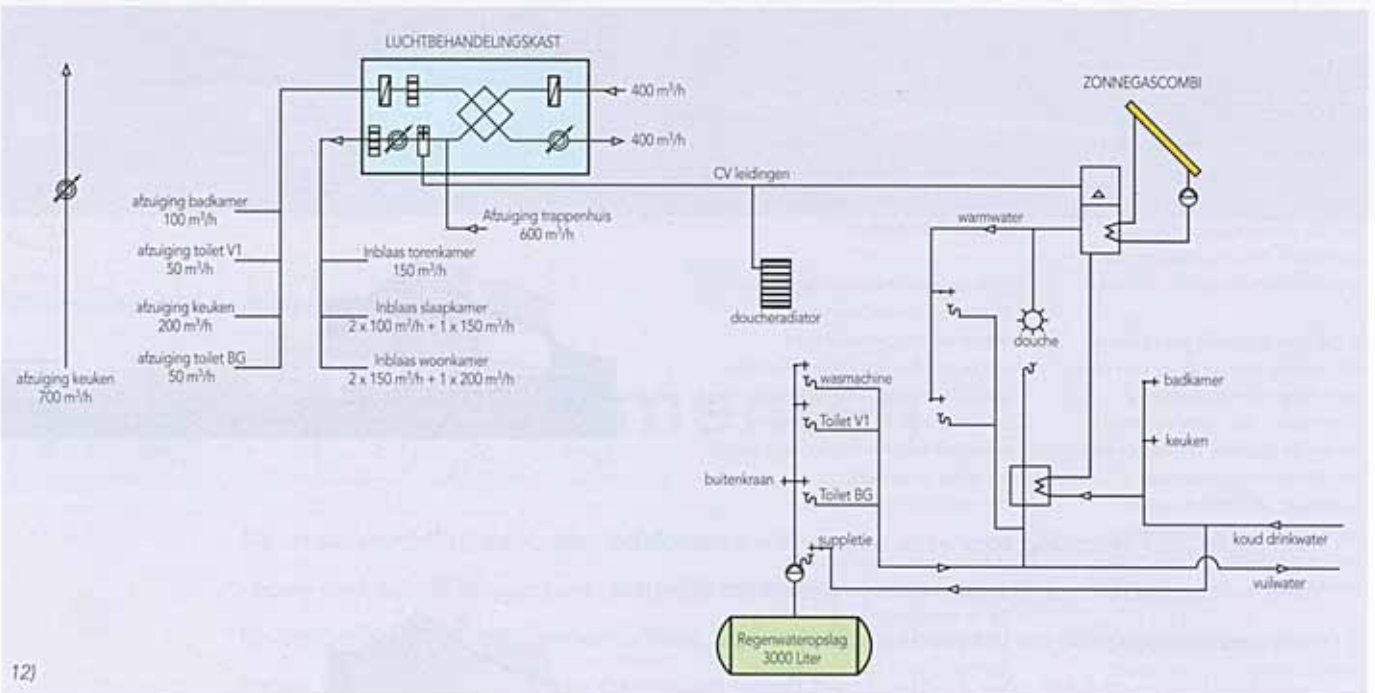 LUCHTBEHANDELINGSKAST
400 m³/h
400 m³/h
ZONNEGASCOMBI
CV leidingen
afzuiging badkamer
100 m³/h
Afzuiging trappenhuis
600 m³/h
warmwater
afzuiging toilet V1
50 m³/h
Inblaas torenkamer
150 m³/h
afzuiging keuken
200 m³/h
Inblaas slaapkamer
2 x 100 m³/h + 1 x 150 m³/h
doucheradiator
douche
afzuiging toilet BG
50 m³/h
Inblaas woonkamer
2 x 150 m³/h + 1 x 200 m³/h
afzuiging keuken
700 m³/h
wasmachine
badkamer
Toilet V1
keuken
buitenkraan
Toilet BG
suppletie
koud drinkwater
vuilwater
Regenwateropslag
3000 Liter
12)